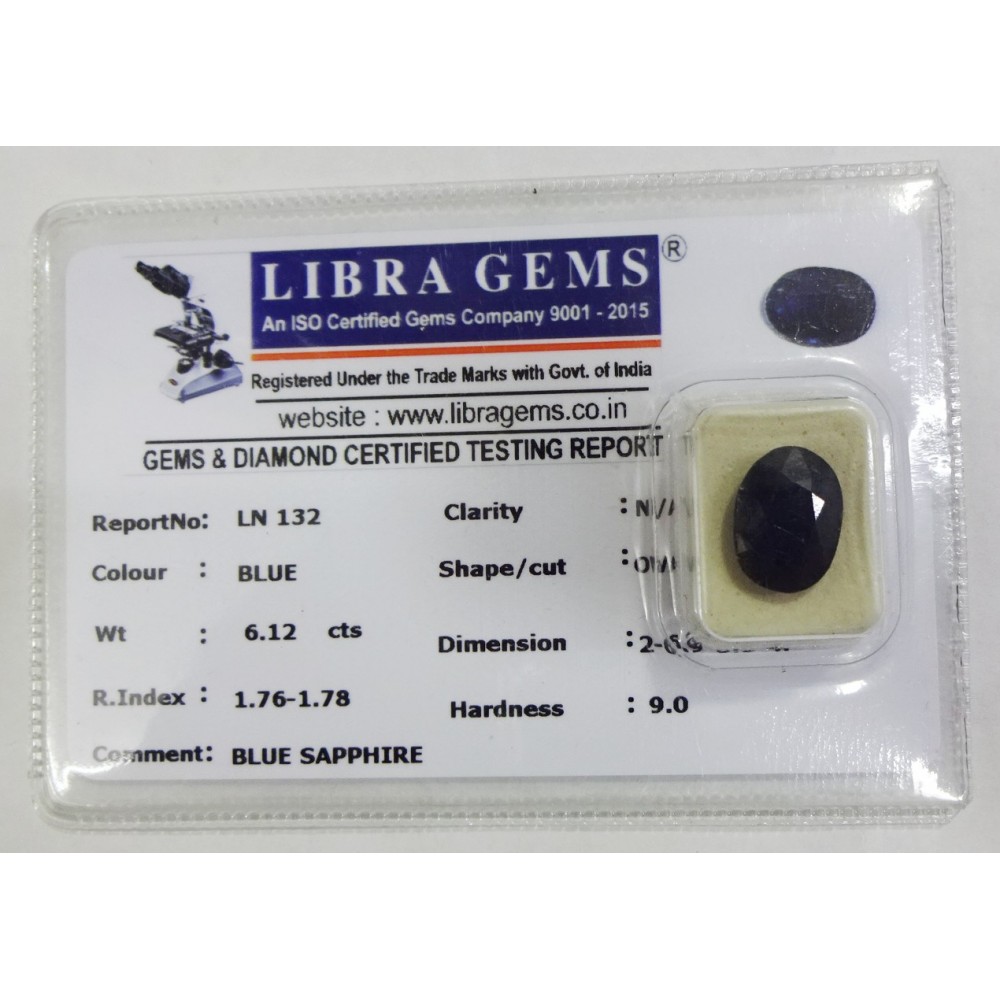 LIBRA GEMS ®
An ISO Certified Gems Company 9001 - 2015
Registered Under the Trade Marks with Govt. of India
website : www.libragems.co.in
GEMS & DIAMOND CERTIFIED TESTING REPORT
ReportNo: LN 132 Clarity : N/A
Colour : BLUE Shape/cut :
Wt : 6.12 cts Dimension :
R.Index : 1.76-1.78 Hardness : 9.0
Comment: BLUE SAPPHIRE